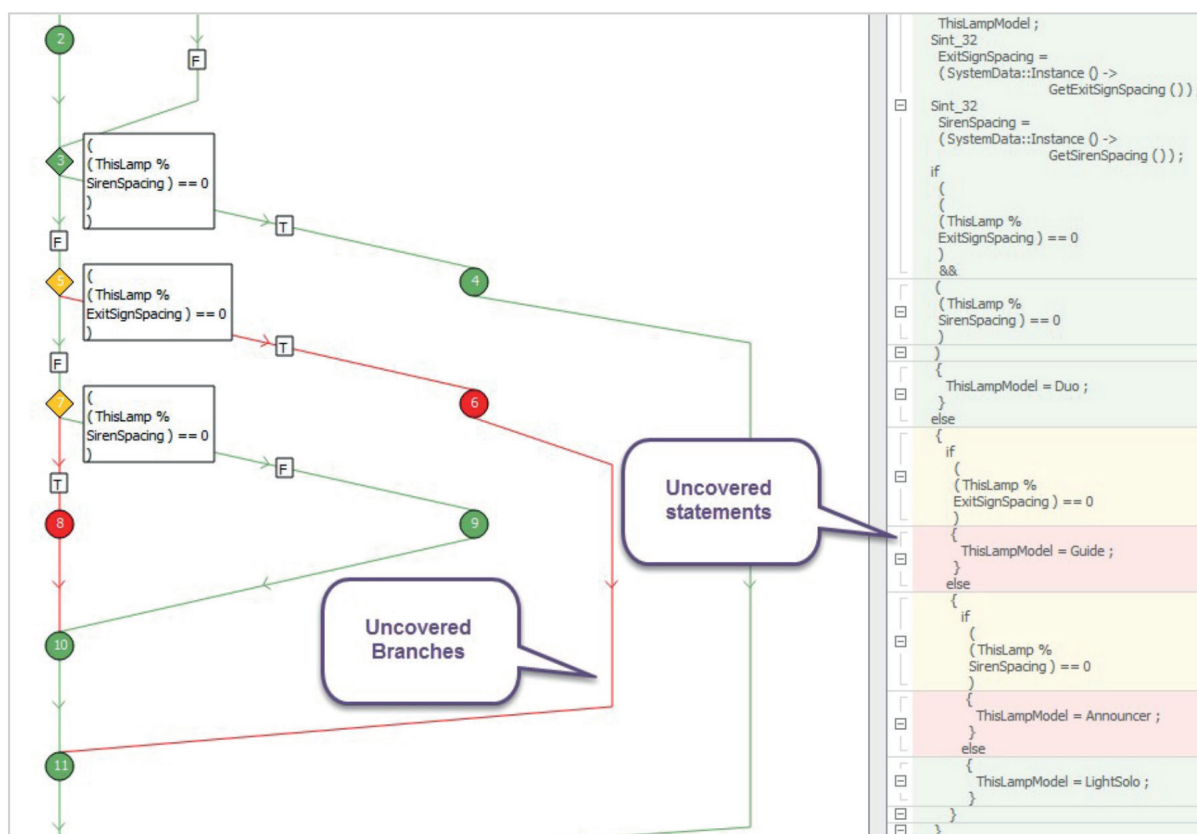 2
F
3
(
( ThisLamp %
SirenSpacing ) == 0
)
)
T
F
4
5
(
( ThisLamp %
ExitSignSpacing ) == 0
)
T
F
6
7
(
( ThisLamp %
SirenSpacing ) == 0
)
F
T
8
9
10
11
Uncovered
Branches
Uncovered
statements
ThisLampModel ;
Sint_32
ExitSignSpacing =
( SystemData::Instance () ->
GetExitSignSpacing () ) ;
Sint_32
SirenSpacing =
( SystemData::Instance () ->
GetSirenSpacing () ) ;
if
(
(
( ThisLamp %
ExitSignSpacing ) == 0
)
&&
(
( ThisLamp %
SirenSpacing ) == 0
)
)
{
ThisLampModel = Duo ;
}
else
{
if
(
( ThisLamp %
ExitSignSpacing ) == 0
)
{
ThisLampModel = Guide ;
}
else
{
if
(
( ThisLamp %
SirenSpacing ) == 0
)
{
ThisLampModel = Announcer ;
}
else
{
ThisLampModel = LightSolo ;
}
}
}